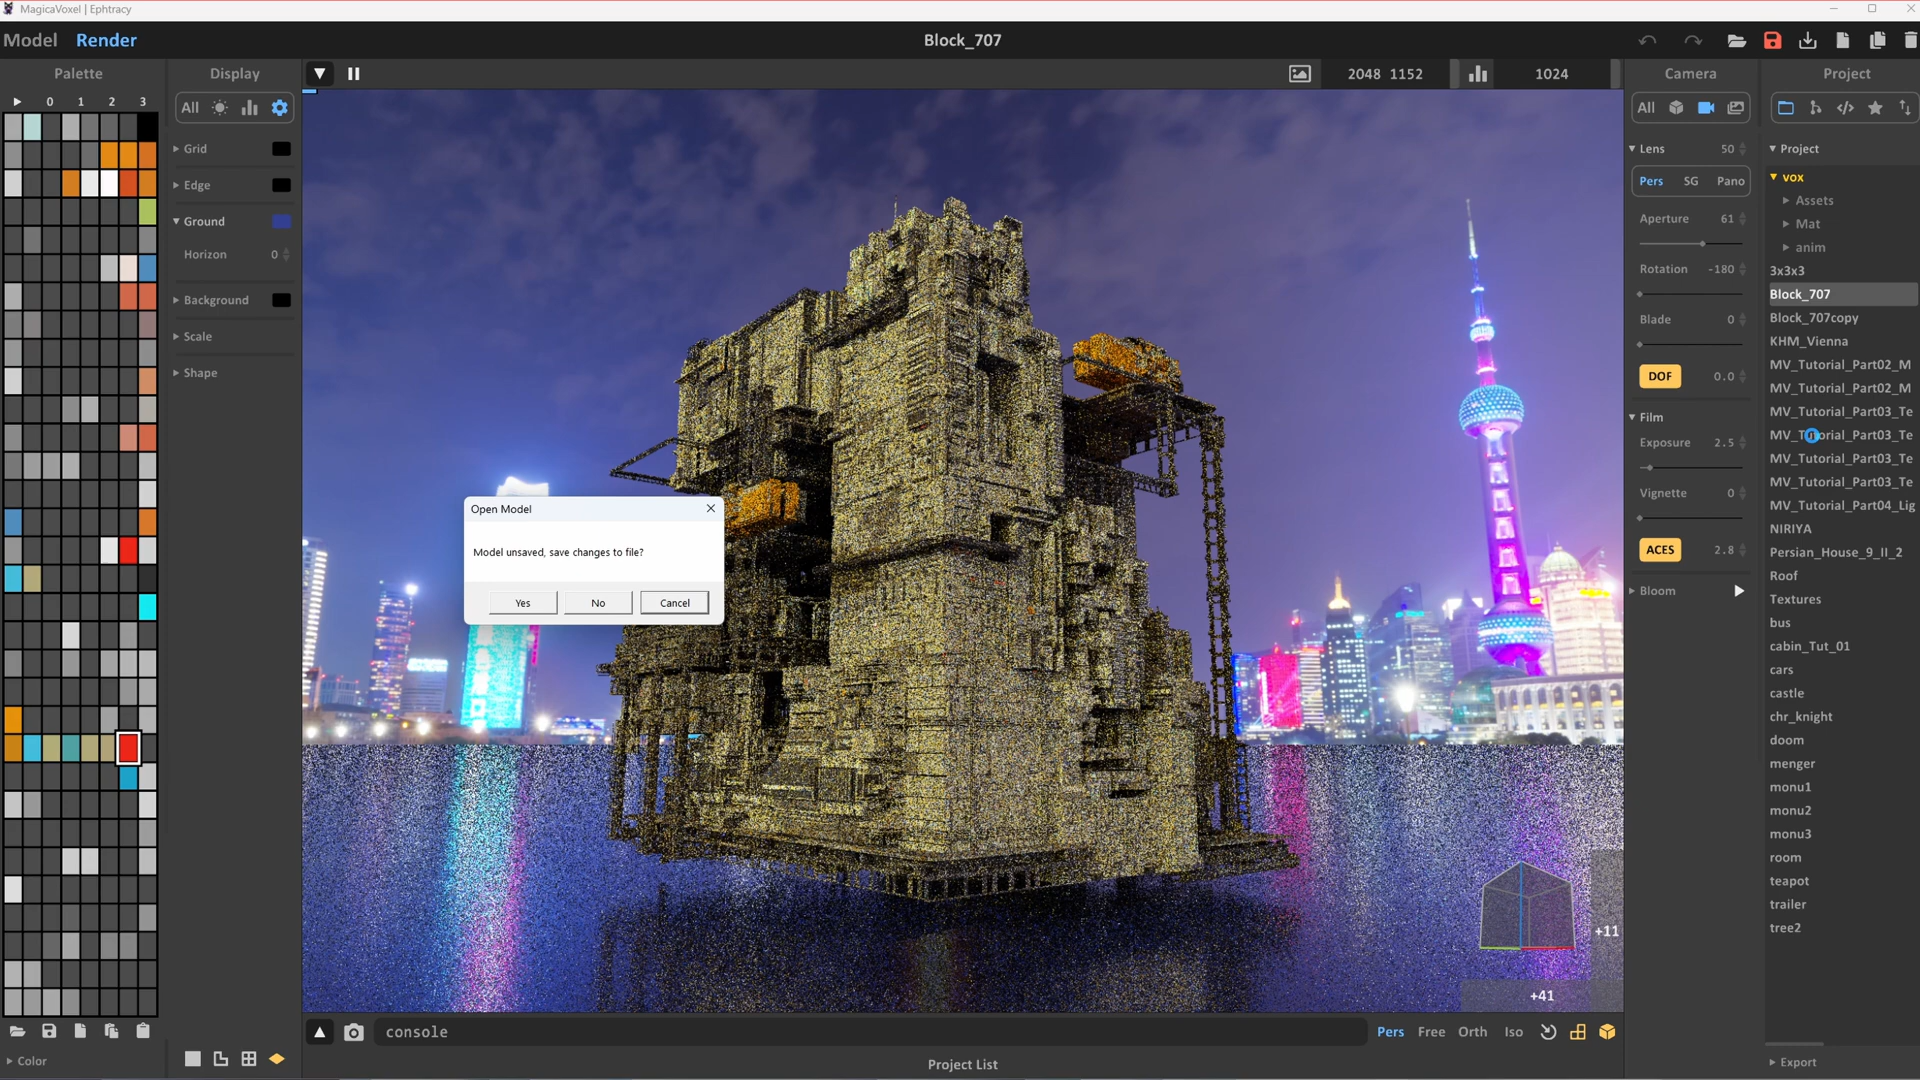 MagicaVoxel | Ephtracy
Model Render
Block_707
Palette
Display
2048 1152
1024
Camera
Project
0 1 2 3
All
All
Grid
Edge
Ground
Horizon 0
Background
Scale
Shape
Open Model
Model unsaved, save changes to file?
Yes No Cancel
Lens 50
Pers SG Pano
Aperture 61
Rotation -180
Blade 0
DOF 0.0
Film
Exposure 2.5
Vignette 0
ACES 2.8
Bloom
Project
vox
Assets
Mat
anim
3x3x3
Block_707
Block_707copy
KHM_Vienna
MV_Tutorial_Part02_M
MV_Tutorial_Part02_M
MV_Tutorial_Part03_Te
MV_Tutorial_Part03_Te
MV_Tutorial_Part03_Te
MV_Tutorial_Part03_Te
MV_Tutorial_Part04_Lig
NIRIYA
Persian_House_9_II_2
Roof
Textures
bus
cabin_Tut_01
cars
castle
chr_knight
doom
menger
monu1
monu2
monu3
room
teapot
trailer
tree2
+11
+41
console
Pers Free Orth Iso
Color
Project List
Export